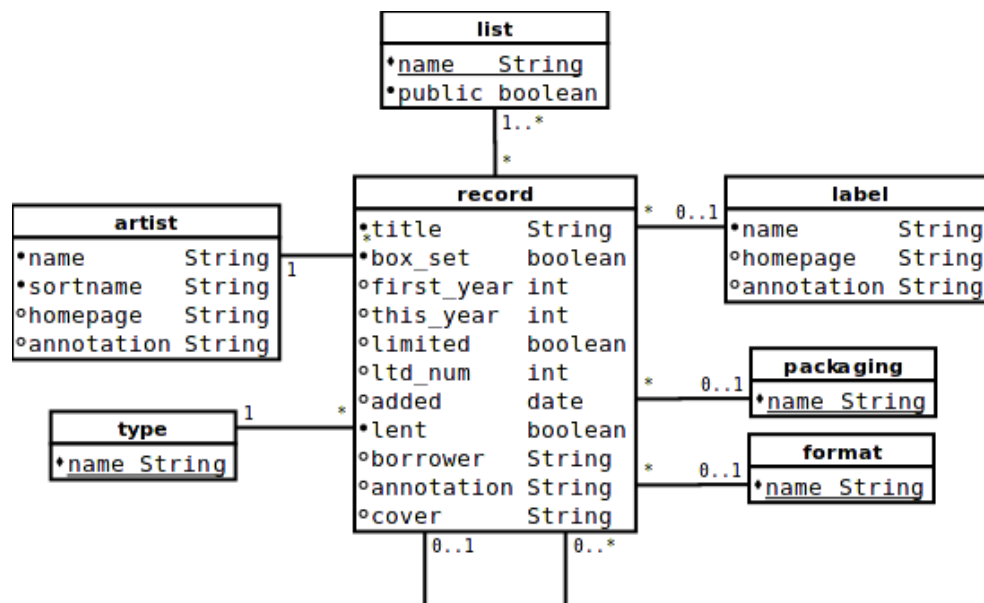 list
♦name String
•public boolean
1..*
*
record
•title String
*
•box_set boolean
○first_year int
○this_year int
○limited boolean
○ltd_num int
○added date
•lent boolean
○borrower String
○annotation String
○cover String
0..1
0..*
artist
•name String
•sortname String
○homepage String
○annotation String
1
type
♦name String
1
*
label
•name String
○homepage String
○annotation String
*
0..1
packaging
♦name String
*
0..1
format
♦name String
*
0..1